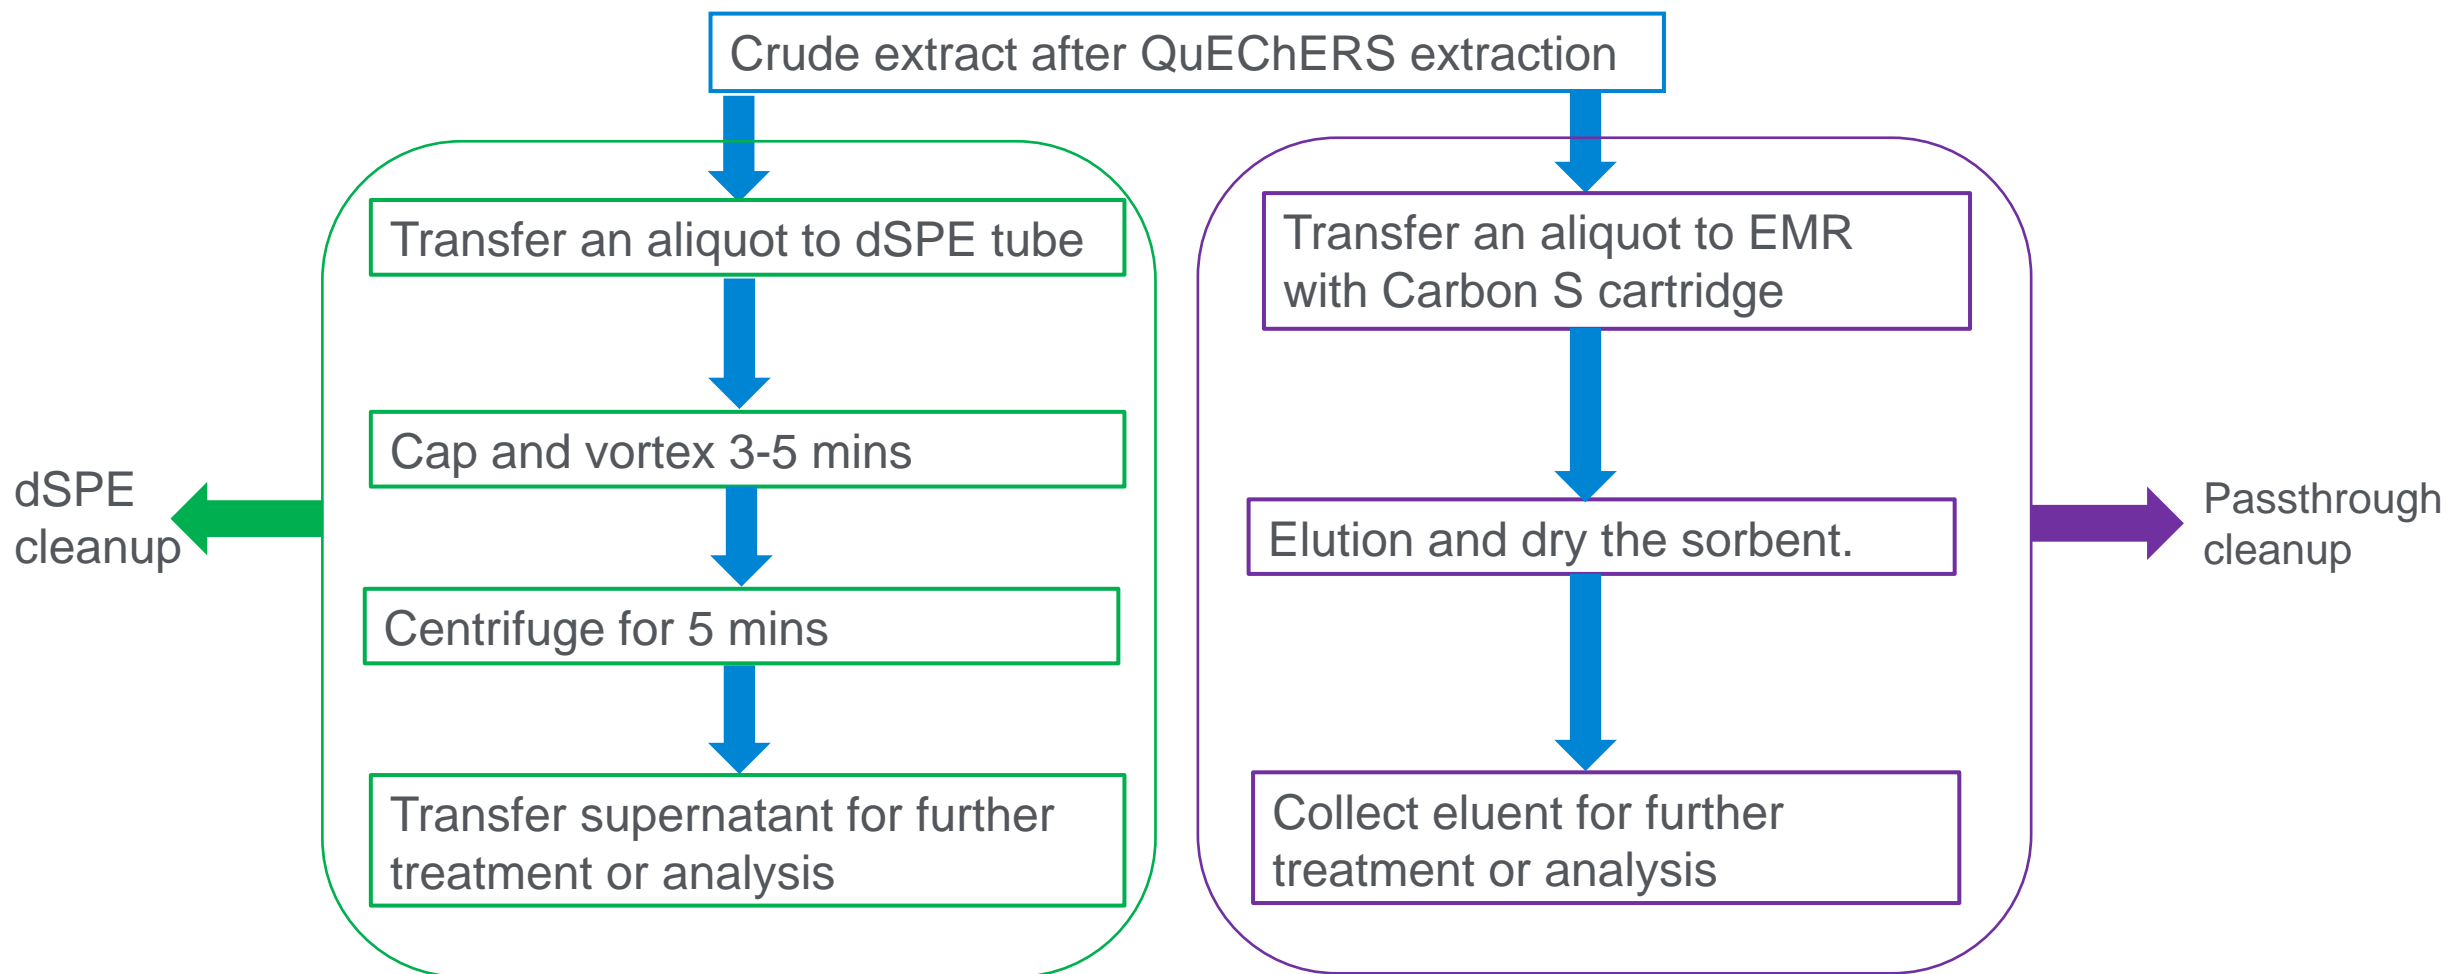 Crude extract after QuEChERS extraction
Transfer an aliquot to dSPE tube
Cap and vortex 3-5 mins
Centrifuge for 5 mins
Transfer supernatant for further
treatment or analysis
dSPE
cleanup
Transfer an aliquot to EMR
with Carbon S cartridge
Elution and dry the sorbent.
Collect eluent for further
treatment or analysis
Passthrough
cleanup